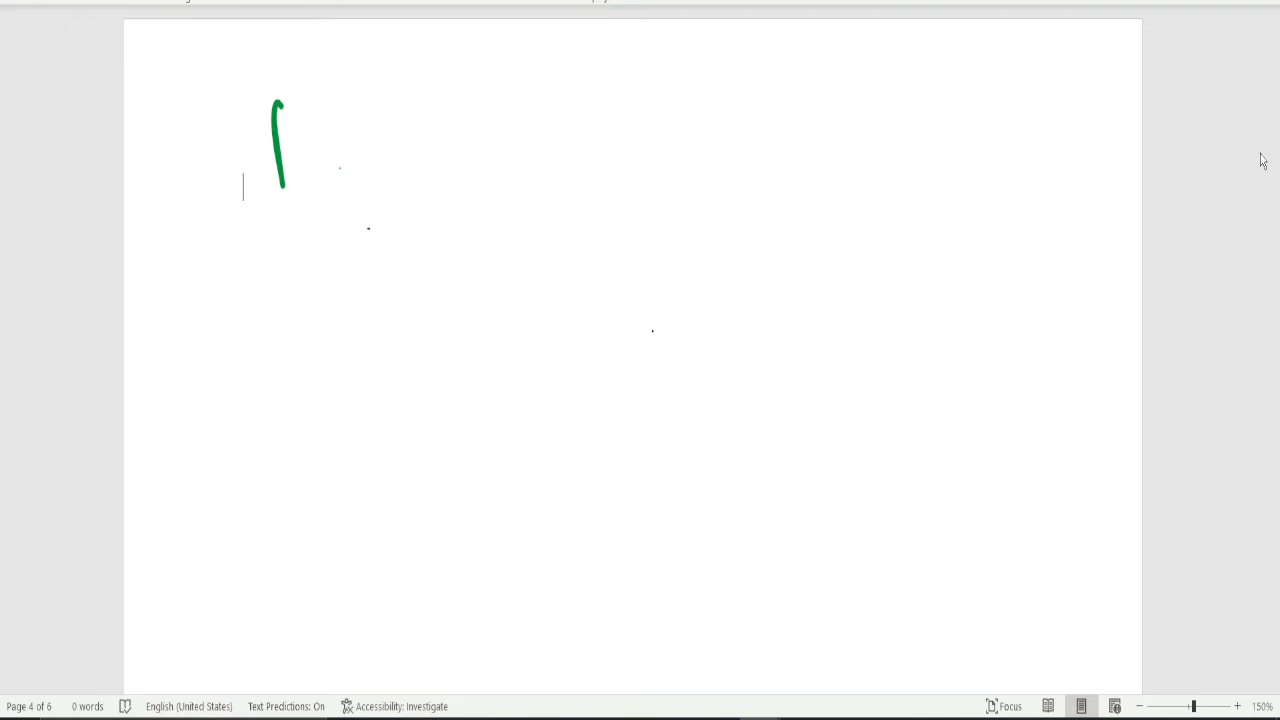 Page 4 of 6 0 words English (United States) Text Predictions: On Accessibility: Investigate Focus 150%